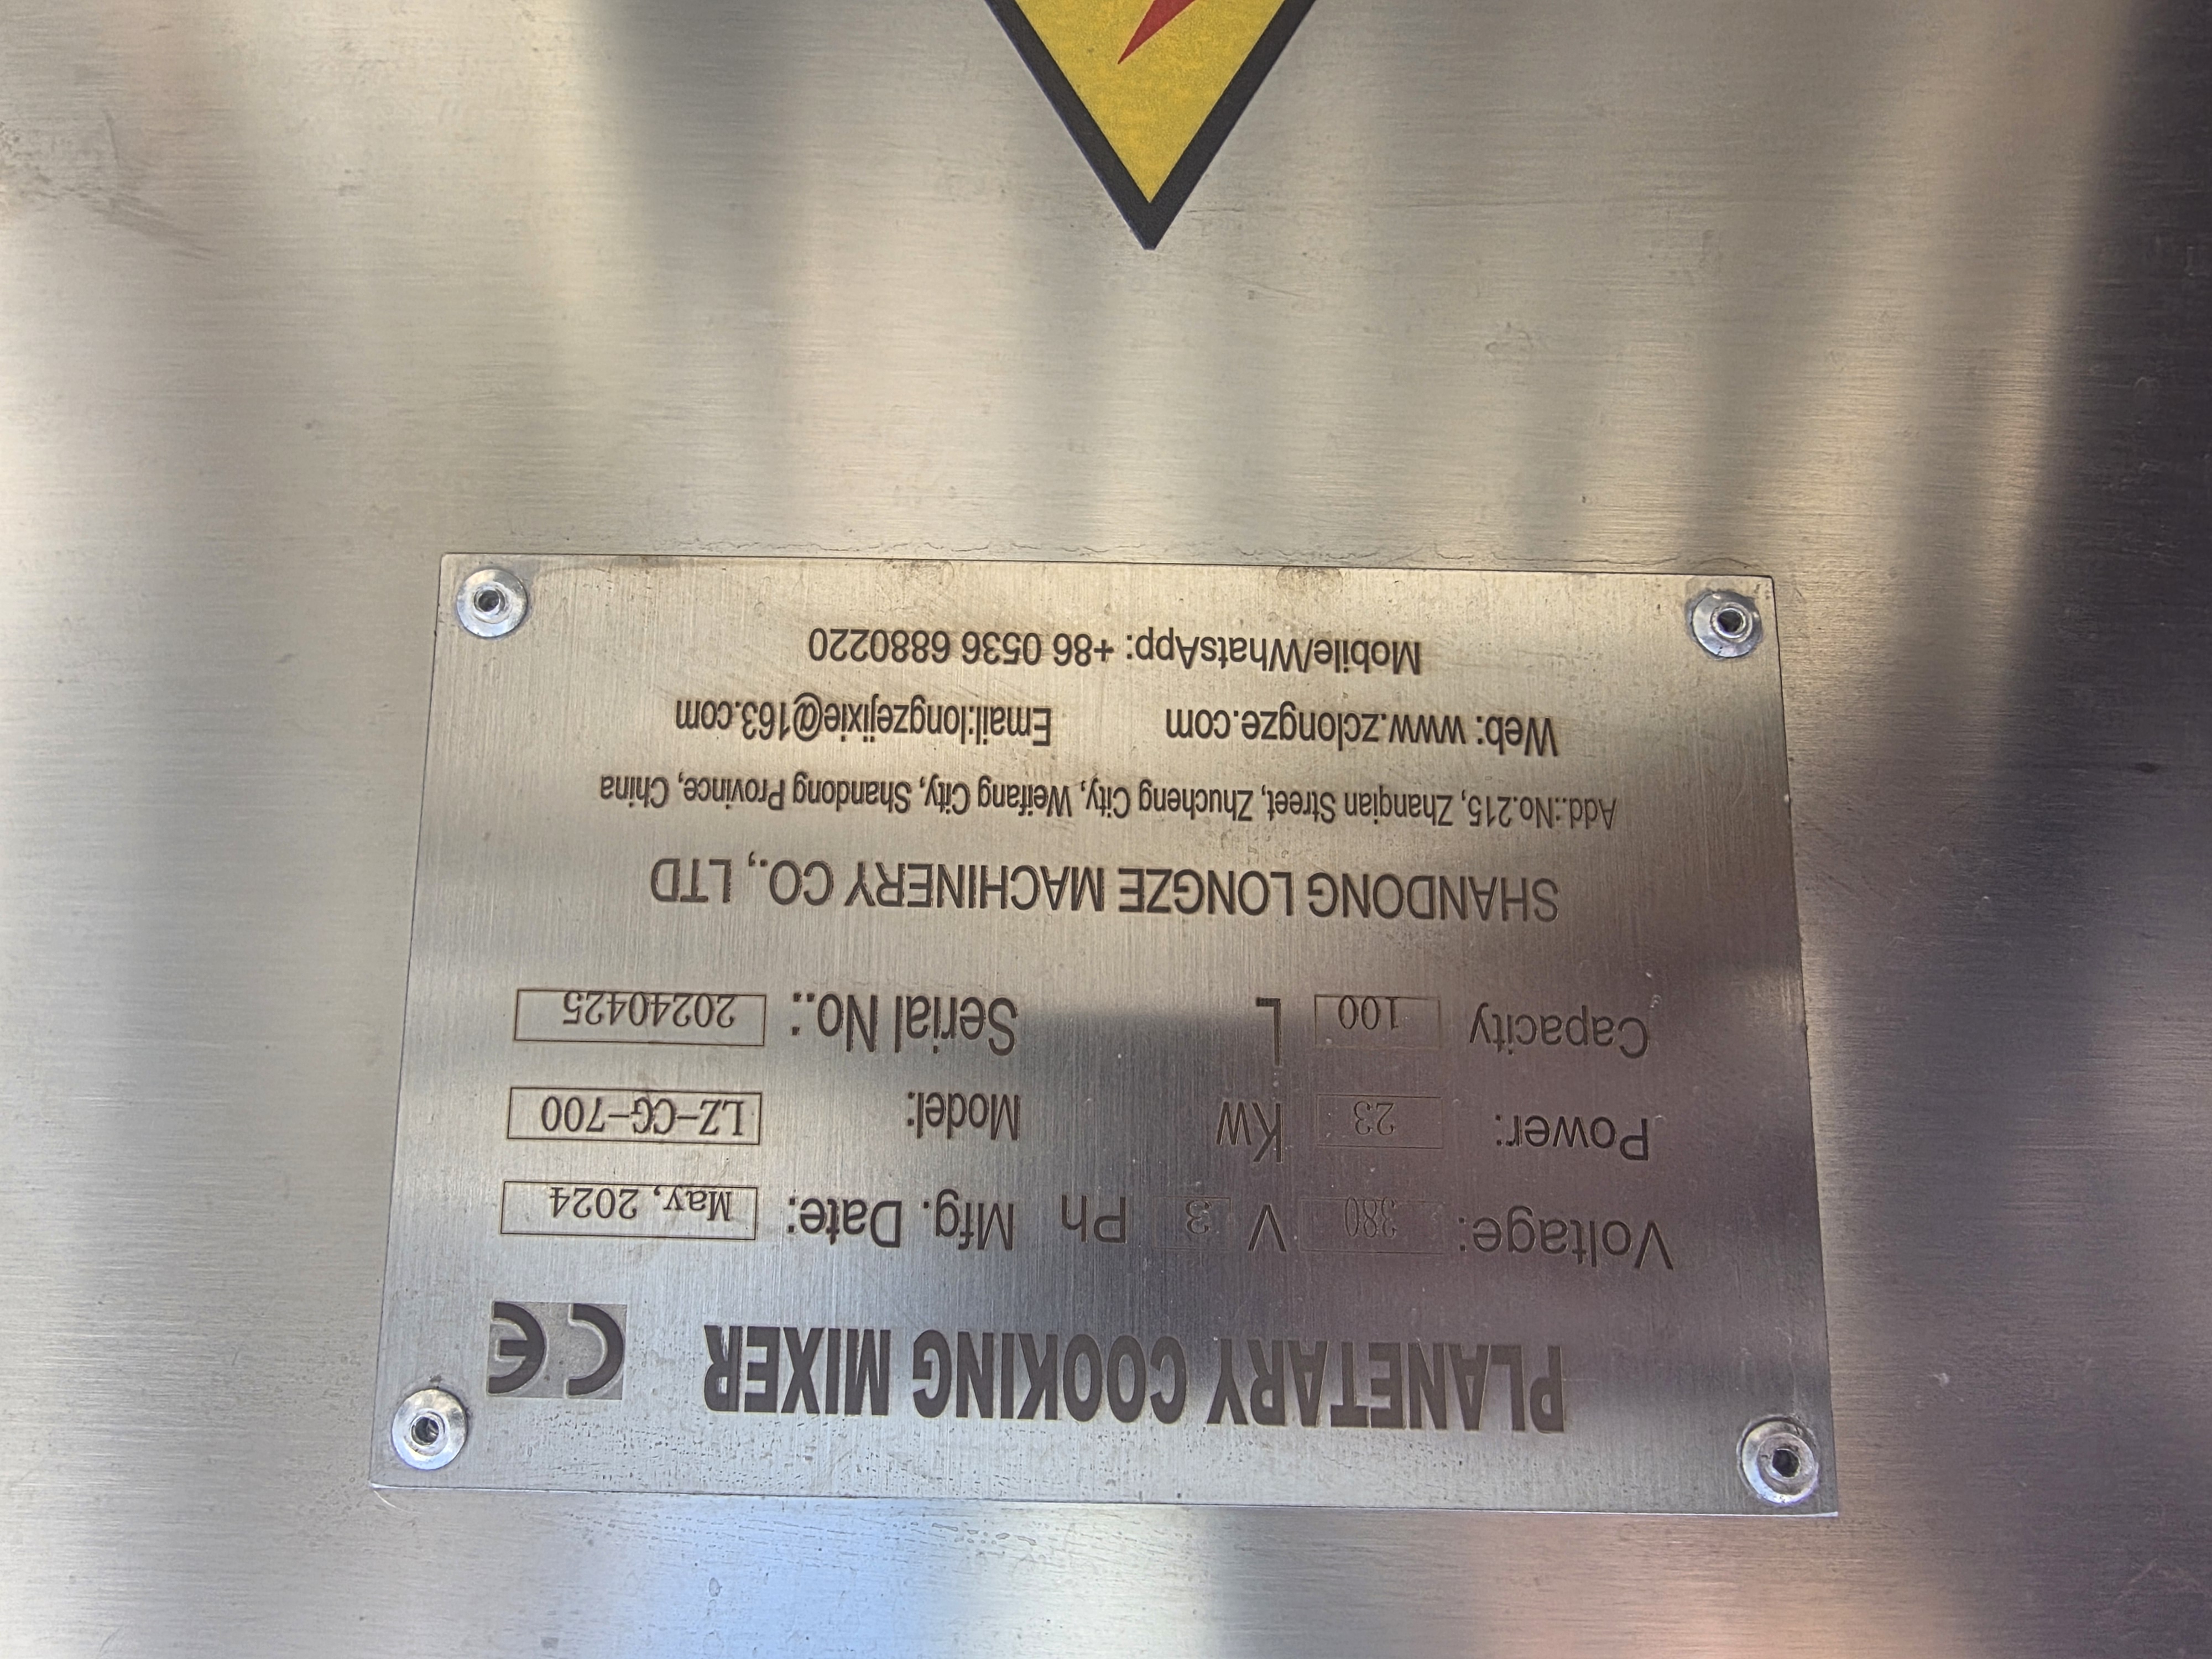 PLANETARY COOKING MIXER CE
Voltage: 380 V 3 Ph Mfg. Date: May, 2024
Power: 23 Kw Model: LZ-CG-700
Capacity 100 L Serial No.: 20240425
SHANDONG LONGZE MACHINERY CO., LTD
Add.:No.215, Zhanqian Street, Zhucheng City, Weifang City, Shandong Province, China
Web: www.zclongze.com Email:longzejixie@163.com
Mobile/WhatsApp: +86 0536 6880220